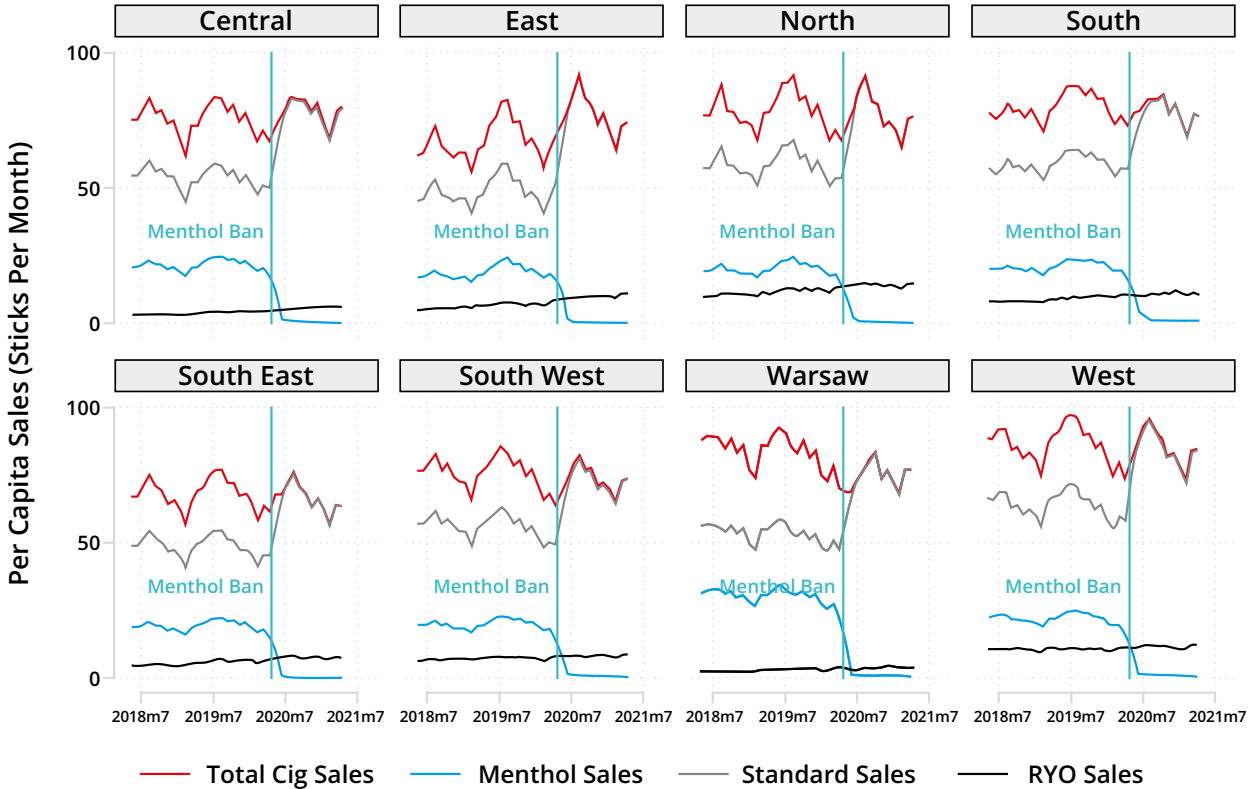 Central East North South
Per Capita Sales (Sticks Per Month)
100
50
Menthol Ban Menthol Ban Menthol Ban Menthol Ban
0
South East South West Warsaw West
100
50
Menthol Ban Menthol Ban Menthol Ban Menthol Ban
0
2018m7 2019m7 2020m7 2021m7 2018m7 2019m7 2020m7 2021m7 2018m7 2019m7 2020m7 2021m7 2018m7 2019m7 2020m7 2021m7
Total Cig Sales Menthol Sales Standard Sales RYO Sales